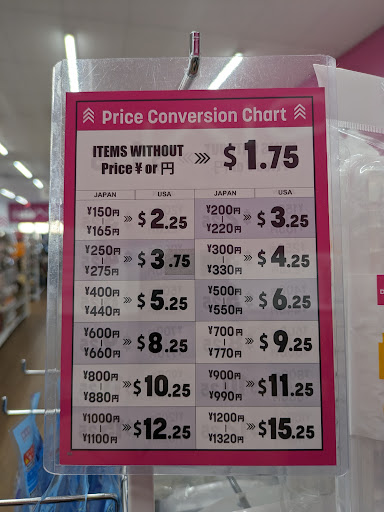 Price Conversion Chart
ITEMS WITHOUT
Price ¥ or 円
$1.75
JAPAN USA JAPAN USA
¥150円
¥165円
$2.25
¥200円
¥220円
$3.25
¥250円
¥275円
$3.75
¥300円
¥330円
$4.25
¥400円
¥440円
$5.25
¥500円
¥550円
$6.25
¥600円
¥660円
$8.25
¥700円
¥770円
$9.25
¥800円
¥880円
$10.25
¥900円
¥990円
$11.25
¥1000円
¥1100円
$12.25
¥1200円
¥1320円
$15.25